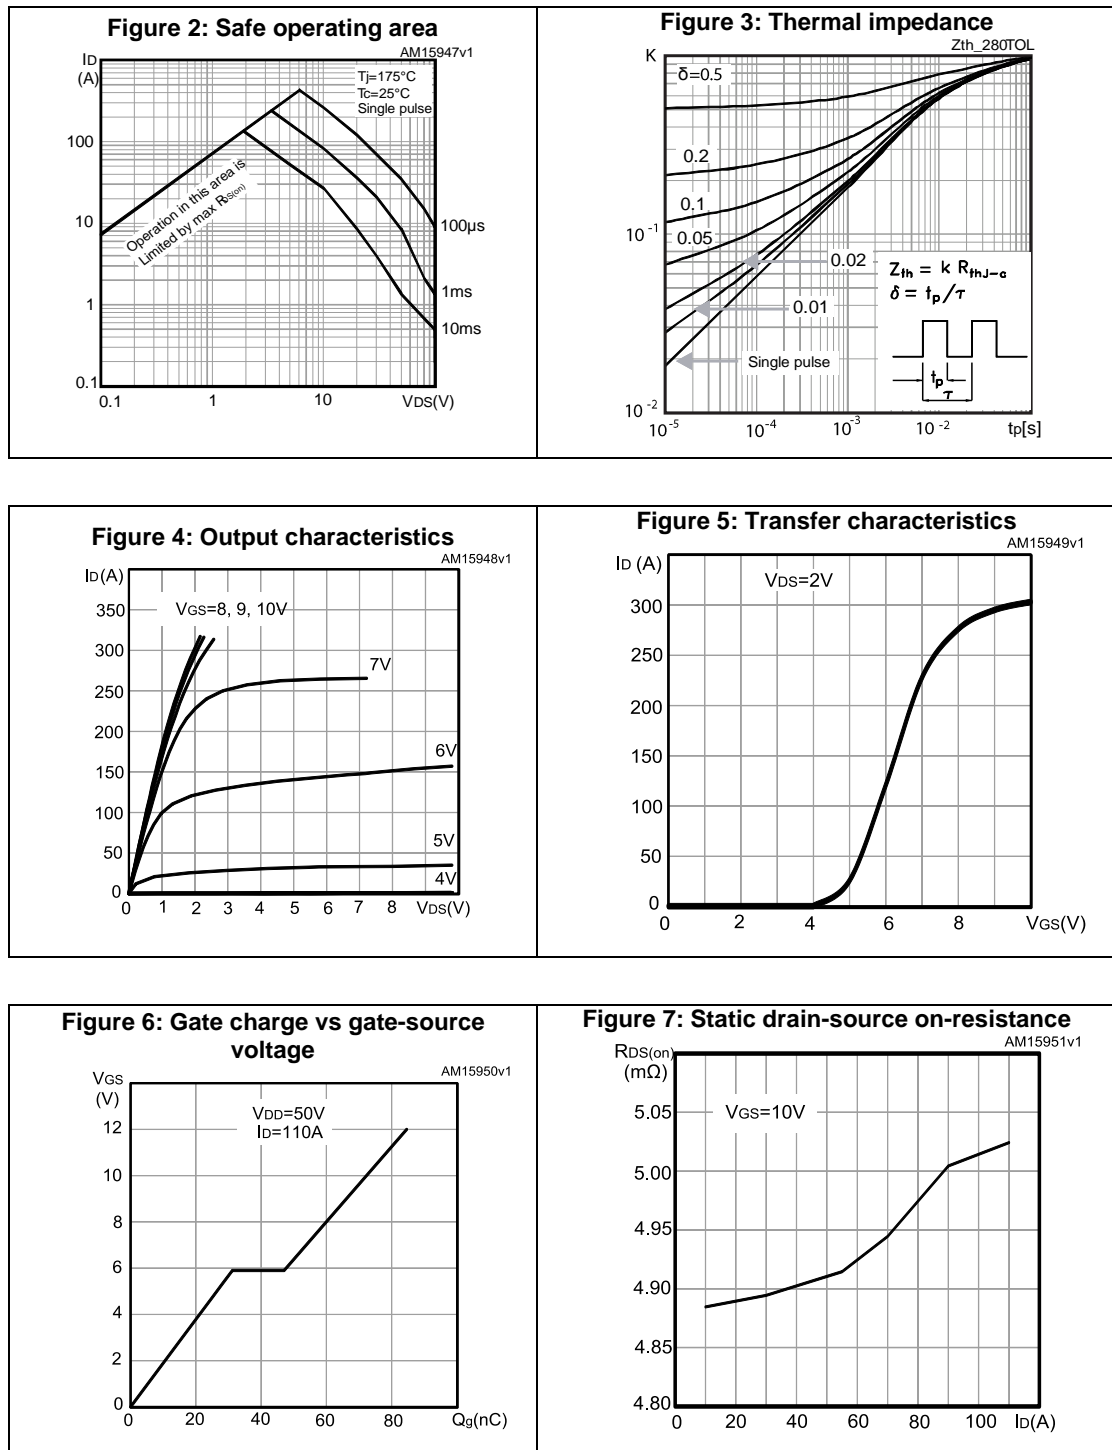 Figure 2: Safe operating area
AM15947v1
ID
(A)
Tj=175°C
Tc=25°C
Single pulse
100
10
1
0.1
Operation in this area is
Limited by max RDS(on)
100µs
1ms
10ms
0.1
1
10
VDS(V)
Figure 3: Thermal impedance
Zth_280TOL
K
δ=0.5
0.2
0.1
0.05
0.02
0.01
Single pulse
10-1
10-2
Zth = k RthJ-c
δ = tp/τ
tp
τ
10-5
10-4
10-3
10-2
tp[s]
Figure 4: Output characteristics
AM15948v1
ID(A)
350
300
250
200
150
100
50
0
VGS=8, 9, 10V
7V
6V
5V
4V
0 1 2 3 4 5 6 7 8 VDS(V)
Figure 5: Transfer characteristics
AM15949v1
ID (A)
VDS=2V
300
250
200
150
100
50
0
0 2 4 6 8 VGS(V)
Figure 6: Gate charge vs gate-source
voltage
AM15950v1
VGS
(V)
VDD=50V
ID=110A
12
10
8
6
4
2
0
0 20 40 60 80 Qg(nC)
Figure 7: Static drain-source on-resistance
AM15951v1
RDS(on)
(mΩ)
VGS=10V
5.05
5.00
4.95
4.90
4.85
4.80
0 20 40 60 80 100 ID(A)